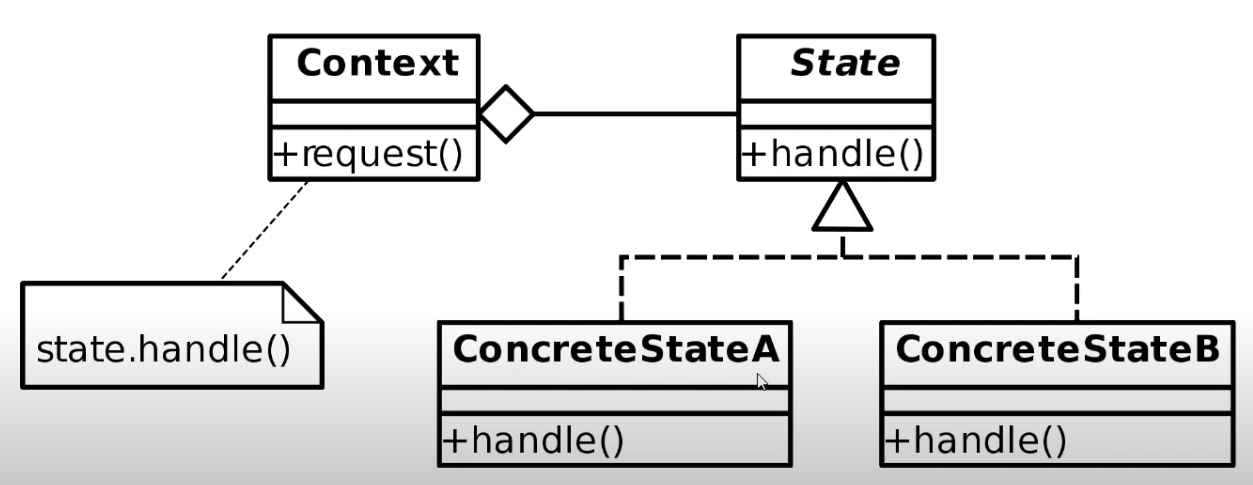 Context
+request()
State
+handle()
state.handle()
ConcreteStateA
+handle()
ConcreteStateB
+handle()